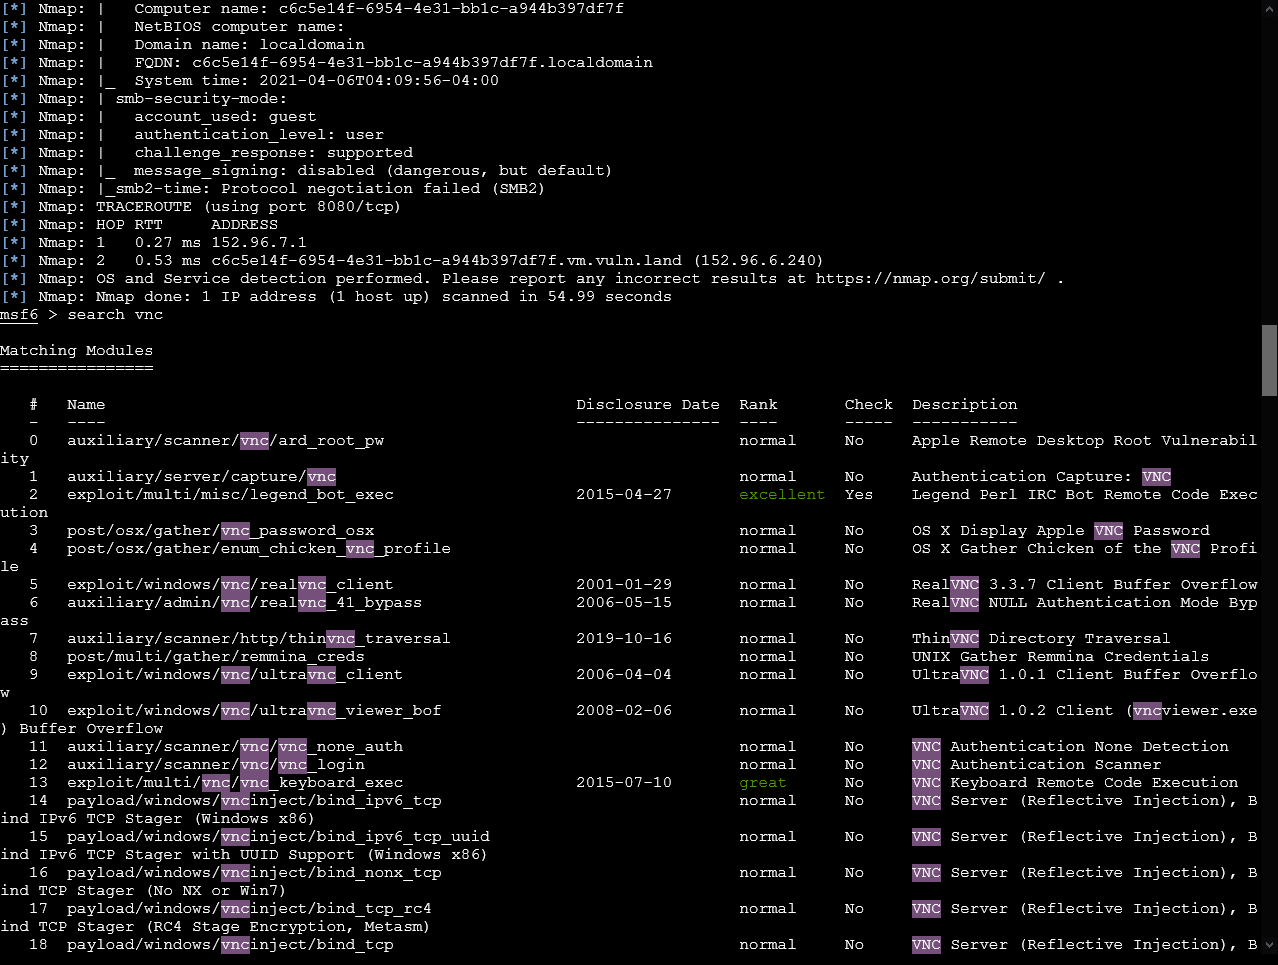 [*] Nmap: |   Computer name: c6c5e14f-6954-4e31-bb1c-a944b397df7f
[*] Nmap: |   NetBIOS computer name:
[*] Nmap: |   Domain name: localdomain
[*] Nmap: |   FQDN: c6c5e14f-6954-4e31-bb1c-a944b397df7f.localdomain
[*] Nmap: |_  System time: 2021-04-06T04:09:56-04:00
[*] Nmap: | smb-security-mode:
[*] Nmap: |   account_used: guest
[*] Nmap: |   authentication_level: user
[*] Nmap: |   challenge_response: supported
[*] Nmap: |_  message_signing: disabled (dangerous, but default)
[*] Nmap: |_smb2-time: Protocol negotiation failed (SMB2)
[*] Nmap: TRACEROUTE (using port 8080/tcp)
[*] Nmap: HOP RTT     ADDRESS
[*] Nmap: 1   0.27 ms 152.96.7.1
[*] Nmap: 2   0.53 ms c6c5e14f-6954-4e31-bb1c-a944b397df7f.vm.vuln.land (152.96.6.240)
[*] Nmap: OS and Service detection performed. Please report any incorrect results at https://nmap.org/submit/ .
[*] Nmap: Nmap done: 1 IP address (1 host up) scanned in 54.99 seconds
msf6 > search vnc
Matching Modules
================
#   Name   Disclosure Date  Rank   Check  Description
-   ----   ---------------  ----   -----  -----------
0   auxiliary/scanner/vnc/ard_root_pw   normal   No   Apple Remote Desktop Root Vulnerabil
ity
1   auxiliary/server/capture/vnc   normal   No   Authentication Capture: VNC
2   exploit/multi/misc/legend_bot_exec   2015-04-27   excellent  Yes   Legend Perl IRC Bot Remote Code Exec
ution
3   post/osx/gather/vnc_password_osx   normal   No   OS X Display Apple VNC Password
4   post/osx/gather/enum_chicken_vnc_profile   normal   No   OS X Gather Chicken of the VNC Profi
le
5   exploit/windows/vnc/realvnc_client   2001-01-29   normal   No   RealVNC 3.3.7 Client Buffer Overflow
6   auxiliary/admin/vnc/realvnc_41_bypass   2006-05-15   normal   No   RealVNC NULL Authentication Mode Byp
ass
7   auxiliary/scanner/http/thinvnc_traversal   2019-10-16   normal   No   ThinVNC Directory Traversal
8   post/multi/gather/remmina_creds   normal   No   UNIX Gather Remmina Credentials
9   exploit/windows/vnc/ultravnc_client   2006-04-04   normal   No   UltraVNC 1.0.1 Client Buffer Overflo
w
10  exploit/windows/vnc/ultravnc_viewer_bof   2008-02-06   normal   No   UltraVNC 1.0.2 Client (vncviewer.exe
) Buffer Overflow
11  auxiliary/scanner/vnc/vnc_none_auth   normal   No   VNC Authentication None Detection
12  auxiliary/scanner/vnc/vnc_login   normal   No   VNC Authentication Scanner
13  exploit/multi/vnc/vnc_keyboard_exec   2015-07-10   great   No   VNC Keyboard Remote Code Execution
14  payload/windows/vncinject/bind_ipv6_tcp   normal   No   VNC Server (Reflective Injection), B
ind IPv6 TCP Stager (Windows x86)
15  payload/windows/vncinject/bind_ipv6_tcp_uuid   normal   No   VNC Server (Reflective Injection), B
ind IPv6 TCP Stager with UUID Support (Windows x86)
16  payload/windows/vncinject/bind_nonx_tcp   normal   No   VNC Server (Reflective Injection), B
ind TCP Stager (No NX or Win7)
17  payload/windows/vncinject/bind_tcp_rc4   normal   No   VNC Server (Reflective Injection), B
ind TCP Stager (RC4 Stage Encryption, Metasm)
18  payload/windows/vncinject/bind_tcp   normal   No   VNC Server (Reflective Injection), B